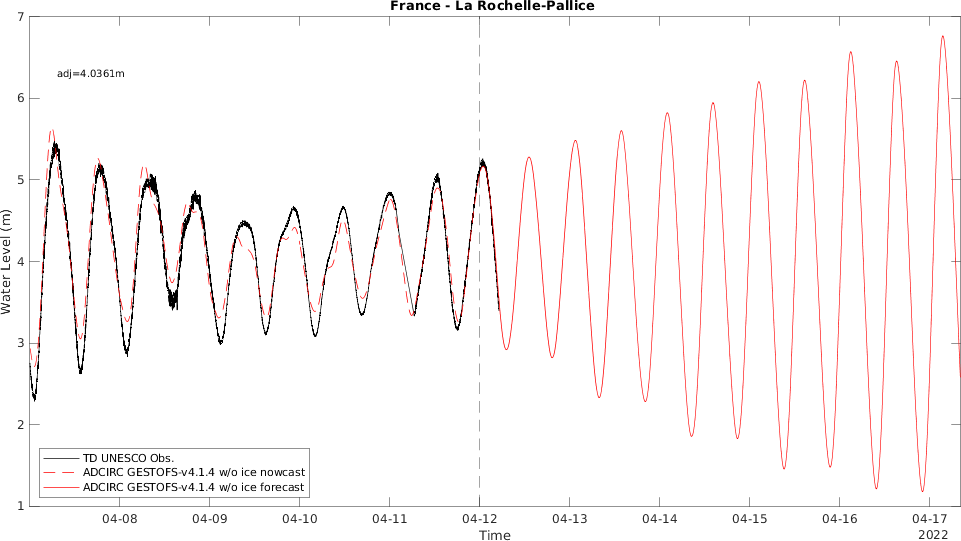 France - La Rochelle-Pallice
adj=4.0361m
7
6
5
4
3
2
1
Water Level (m)
TD UNESCO Obs.
ADCIRC GESTOFS-v4.1.4 w/o ice nowcast
ADCIRC GESTOFS-v4.1.4 w/o ice forecast
04-08 04-09 04-10 04-11 04-12 04-13 04-14 04-15 04-16 04-17
Time
2022